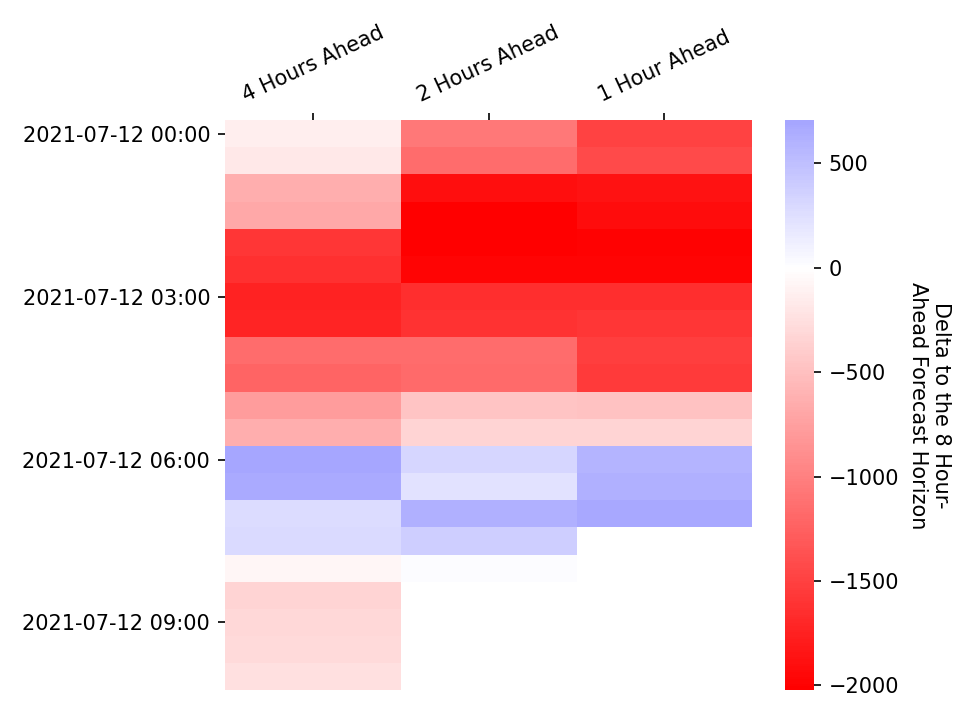 4 Hours Ahead
2 Hours Ahead
1 Hour Ahead
2021-07-12 00:00
2021-07-12 03:00
2021-07-12 06:00
2021-07-12 09:00
500
0
−500
−1000
−1500
−2000
Delta to the 8 Hour-
Ahead Forecast Horizon